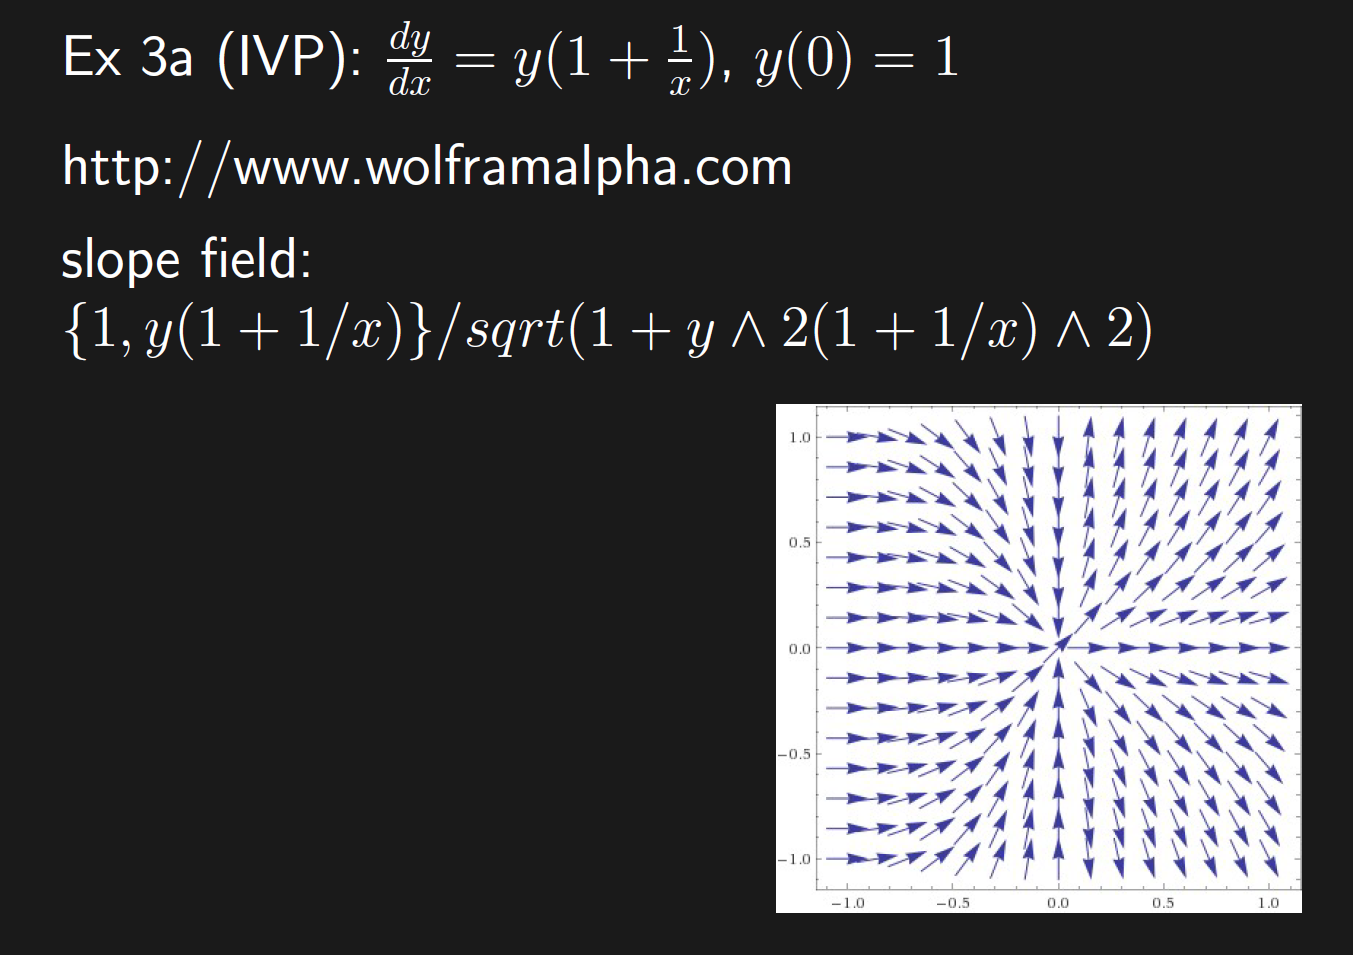 Ex 3a (IVP): dy/dx = y(1 + 1/x), y(0) = 1
http://www.wolframalpha.com
slope field:
{1, y(1 + 1/x)}/sqrt(1 + y ∧ 2(1 + 1/x) ∧ 2)
1.0
0.5
0.0
−0.5
−1.0
−1.0 −0.5 0.0 0.5 1.0